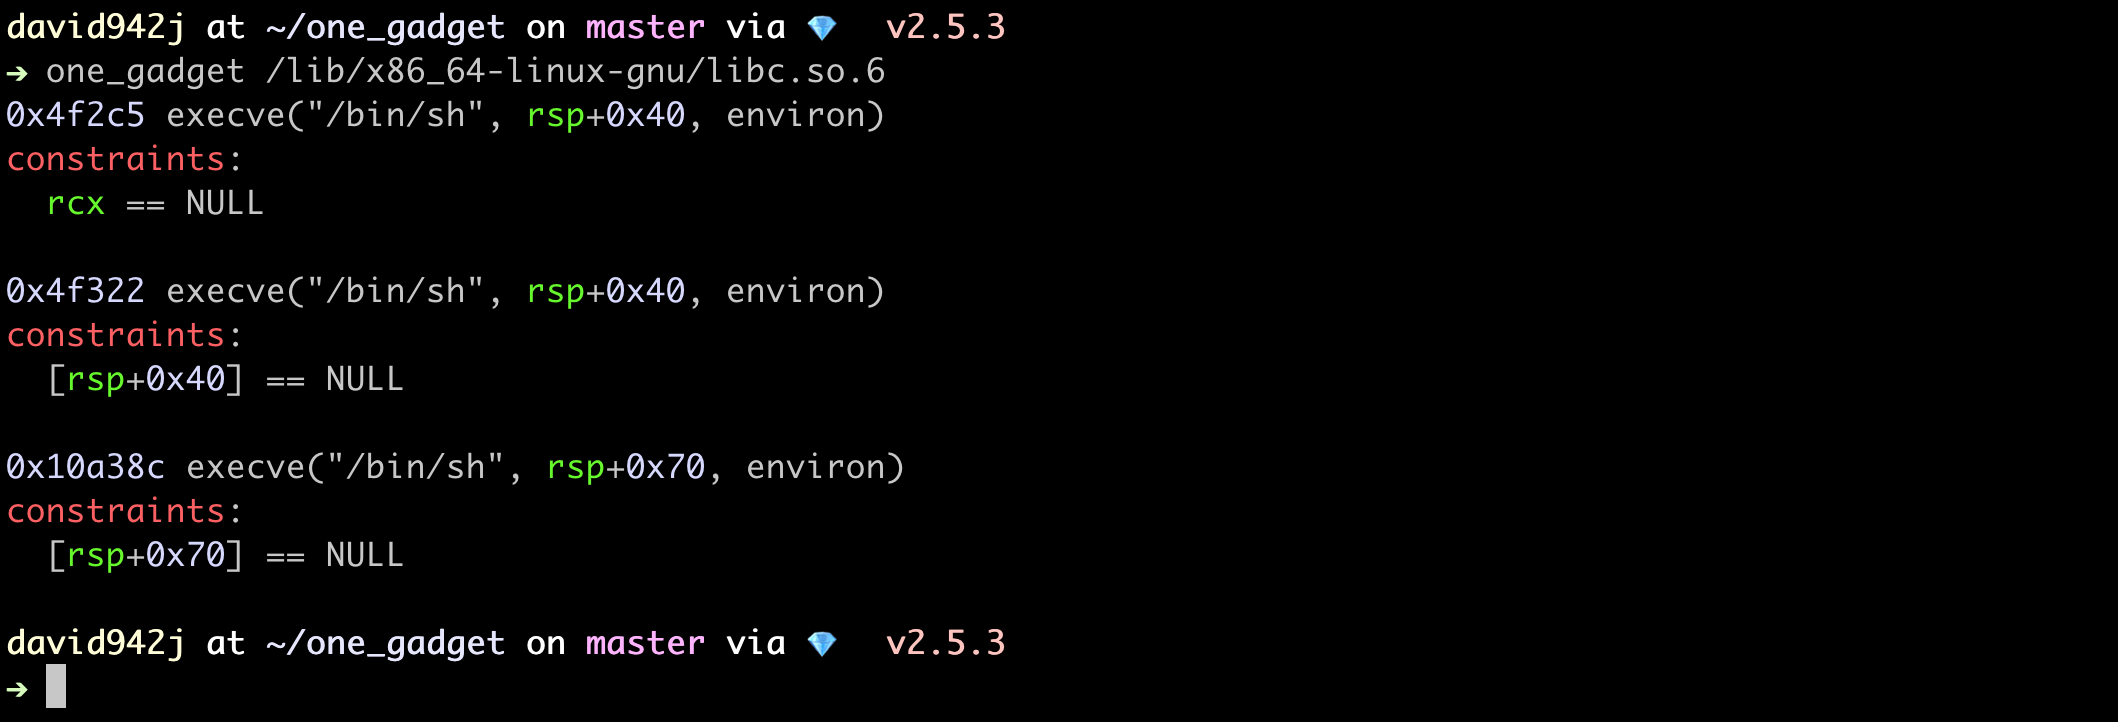 david942j at ~/one_gadget on master via 💎 v2.5.3
➜ one_gadget /lib/x86_64-linux-gnu/libc.so.6
0x4f2c5 execve("/bin/sh", rsp+0x40, environ)
constraints:
  rcx == NULL

0x4f322 execve("/bin/sh", rsp+0x40, environ)
constraints:
  [rsp+0x40] == NULL

0x10a38c execve("/bin/sh", rsp+0x70, environ)
constraints:
  [rsp+0x70] == NULL

david942j at ~/one_gadget on master via 💎 v2.5.3
➜